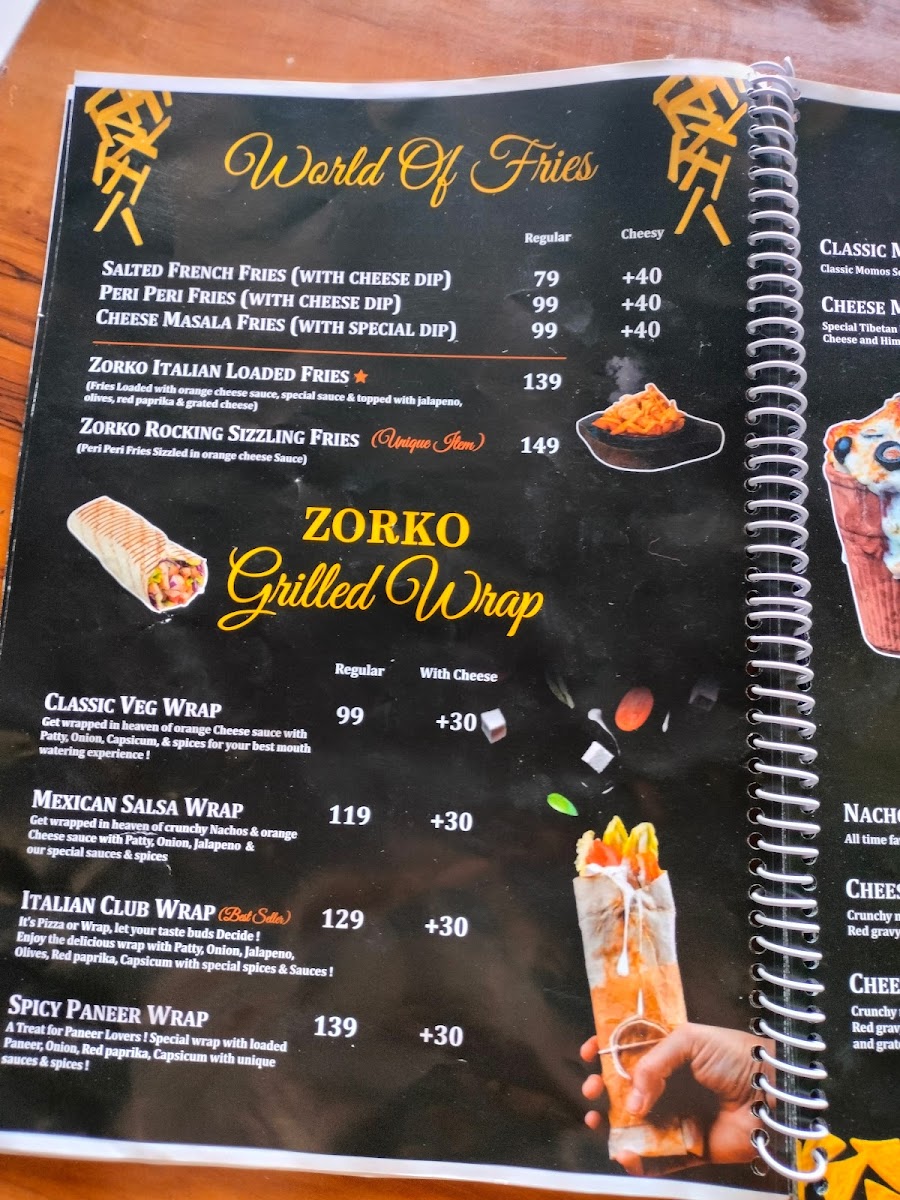 World Of Fries
Regular Cheesy
SALTED FRENCH FRIES (WITH CHEESE DIP) 79 +40
PERI PERI FRIES (WITH CHEESE DIP) 99 +40
CHEESE MASALA FRIES (WITH SPECIAL DIP) 99 +40
ZORKO ITALIAN LOADED FRIES 139
(Fries Loaded with orange cheese sauce, special sauce & topped with jalapeno,
olives, red paprika & grated cheese)
ZORKO ROCKING SIZZLING FRIES (Unique Item) 149
(Peri Peri Fries Sizzled in orange cheese Sauce)
ZORKO
Grilled Wrap
Regular With Cheese
CLASSIC VEG WRAP 99 +30
Get wrapped in heaven of orange Cheese sauce with
Patty, Onion, Capsicum, & spices for your best mouth
watering experience !
MEXICAN SALSA WRAP 119 +30
Get wrapped in heaven of crunchy Nachos & orange
Cheese sauce with Patty, Onion, Jalapeno &
our special sauces & spices
ITALIAN CLUB WRAP (Best Seller) 129 +30
It's Pizza or Wrap, let your taste buds Decide !
Enjoy the delicious wrap with Patty, Onion, Jalapeno,
Olives, Red paprika, Capsicum with special spices & Sauces !
SPICY PANEER WRAP 139 +30
A Treat for Paneer Lovers ! Special wrap with loaded
Paneer, Onion, Red paprika, Capsicum with unique
sauces & spices !
CLASSIC M
Classic Momos Se
CHEESE M
Special Tibetan
Cheese and Him
NACHO
All time fa
CHEES
Crunchy n
Red gravy
CHEE
Crunchy
Red grav
and grate